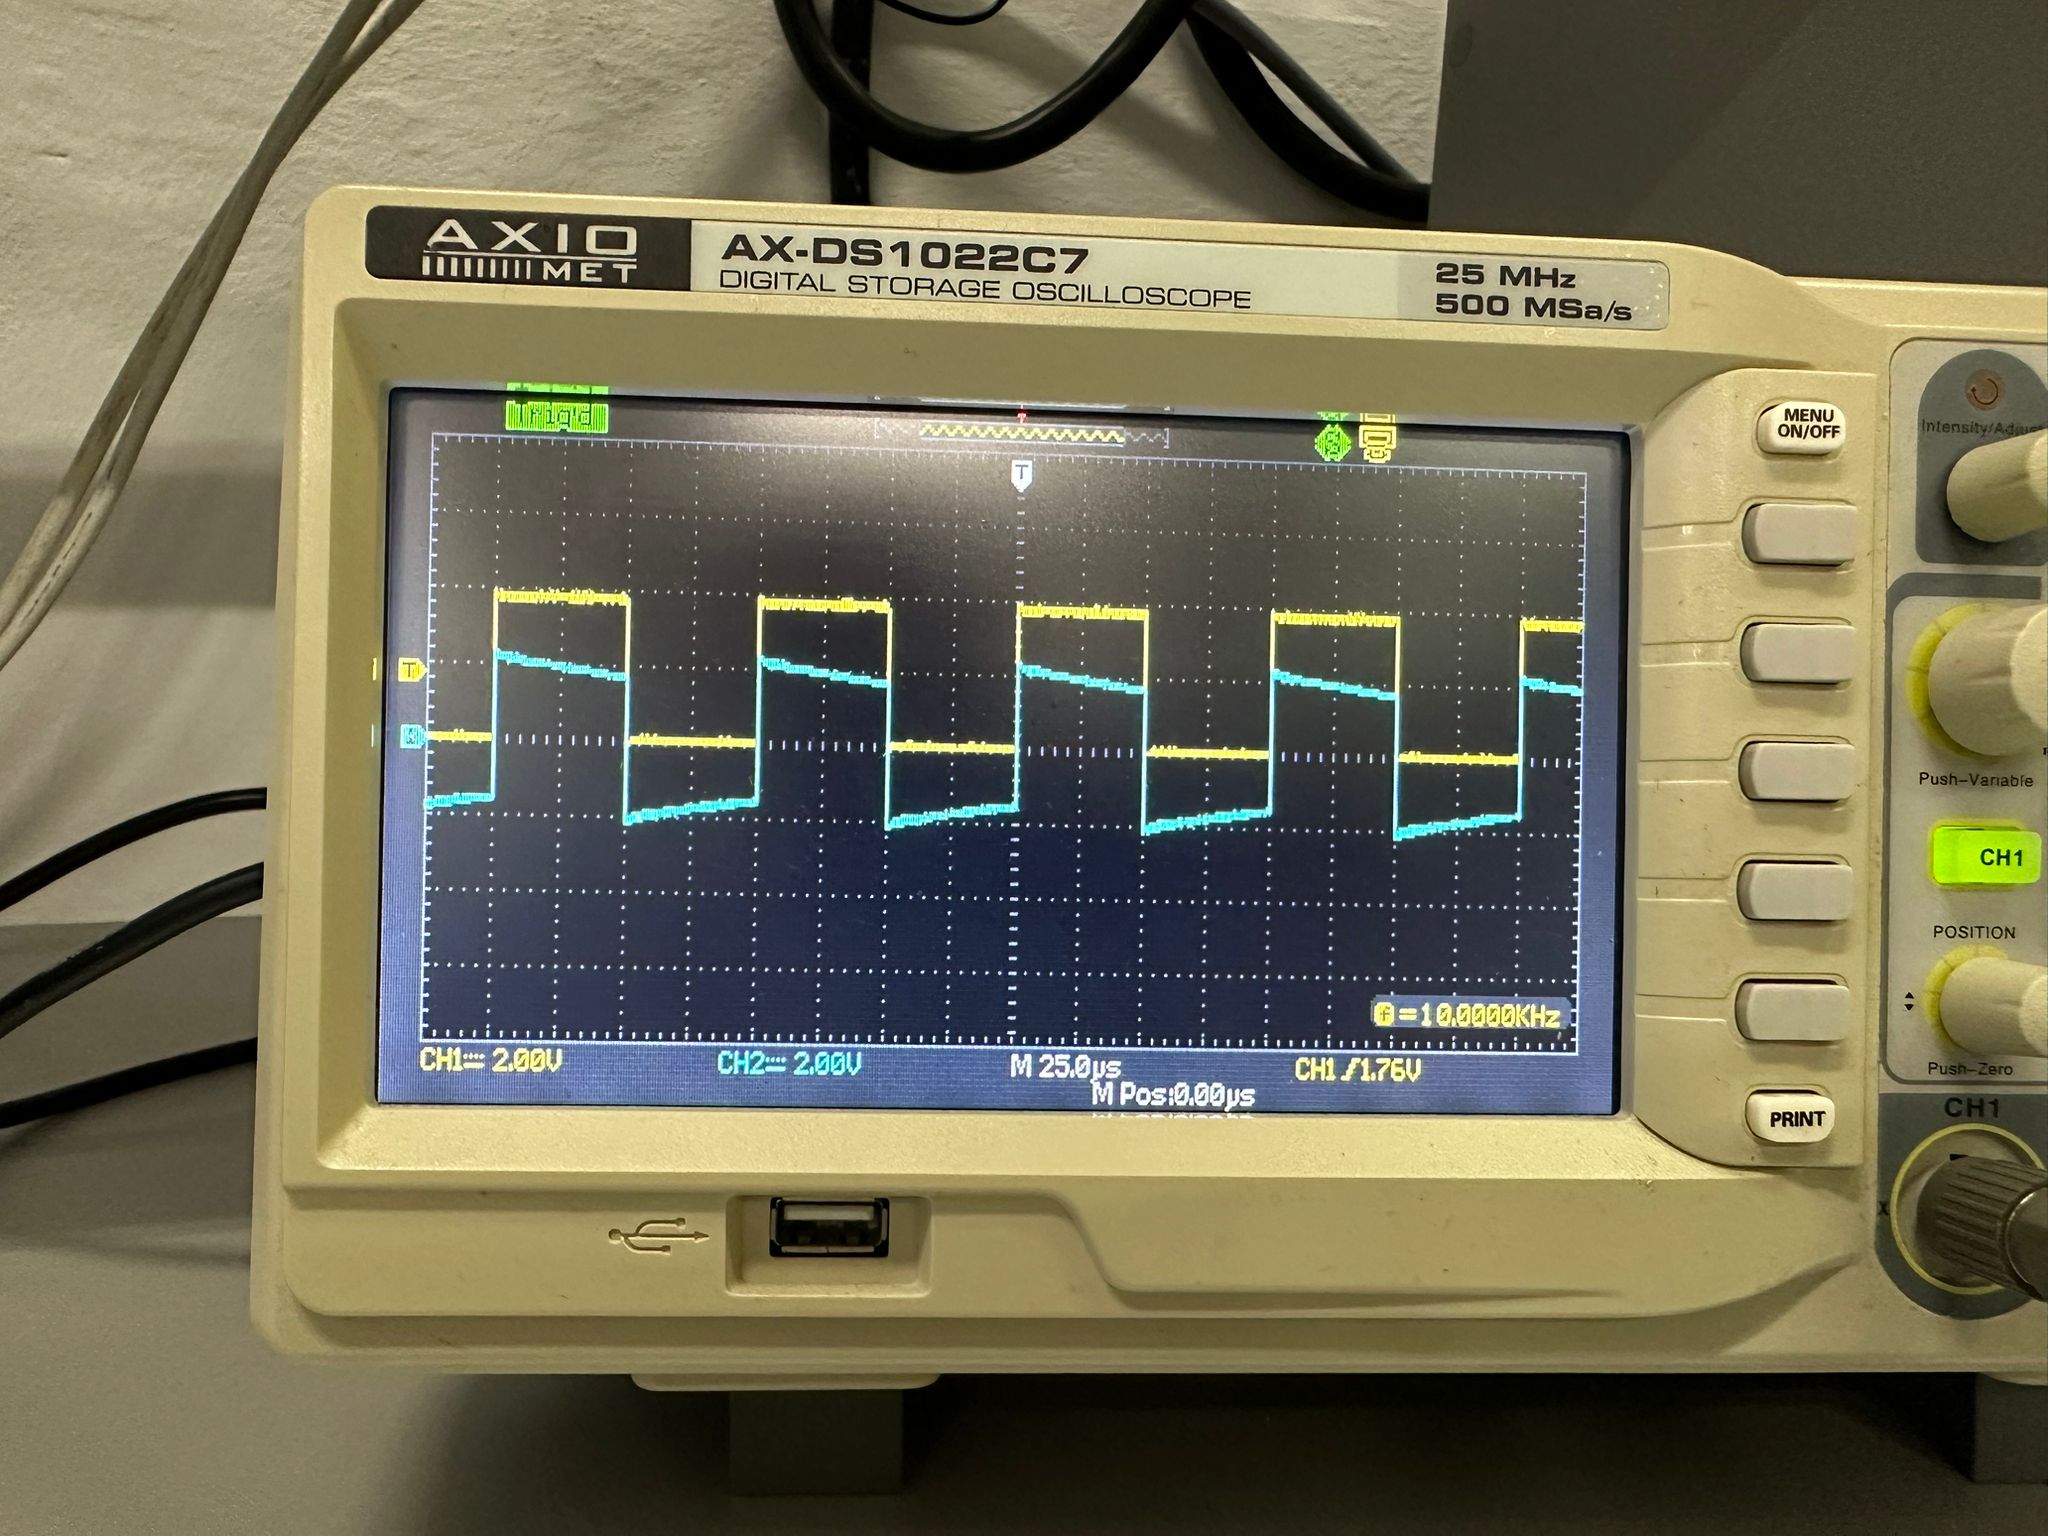 AXIO
MET
AX-DS1022C7
DIGITAL STORAGE OSCILLOSCOPE
25 MHz
500 MSa/s
MENU
ON/OFF
Intensity/Adjust
T
T
f=10.0000KHz
CH1 2.00V
CH2 2.00V
M 25.0µs
CH1 /1.76V
M Pos:0.00µs
Push-Variable
CH1
POSITION
Push-Zero
CH1
PRINT
X